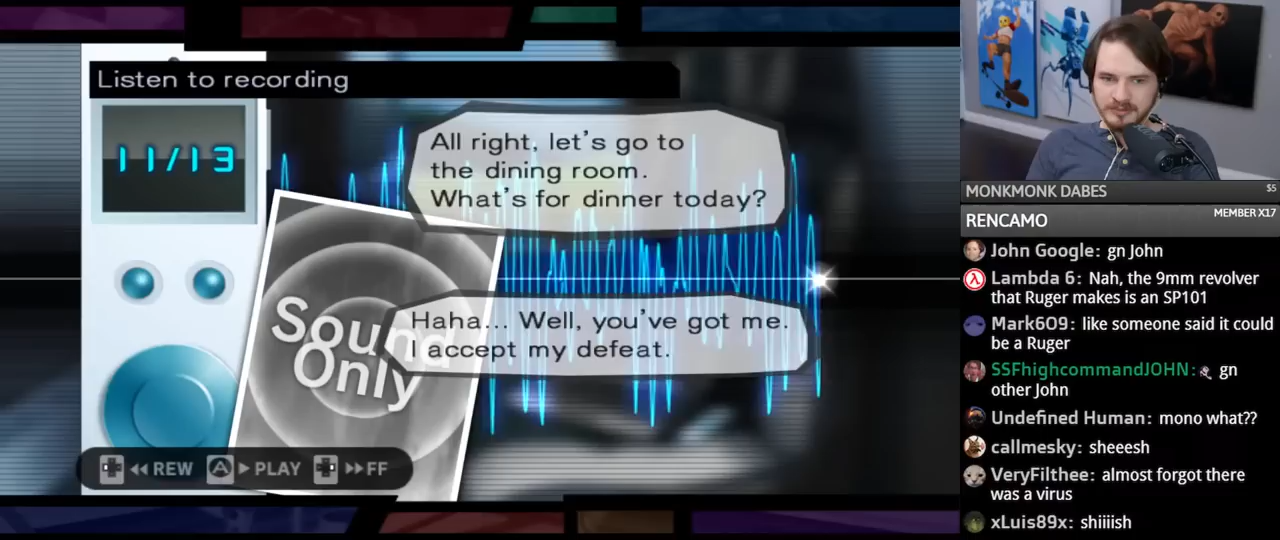 Listen to recording
11/13
All right, let's go to
the dining room.
What's for dinner today?
Sound
Only
Haha... Well, you've got me.
I accept my defeat.
REW
A
PLAY
FF
MONKMONK DABES
$5
RENCAMO
MEMBER X17
John Google: gn John
Lambda 6: Nah, the 9mm revolver
that Ruger makes is an SP101
Mark6O9: like someone said it could
be a Ruger
SSFhighcommandJOHN: gn
other John
Undefined Human: mono what??
callmesky: sheeesh
VeryFilthee: almost forgot there
was a virus
xLuis89x: shiiiish